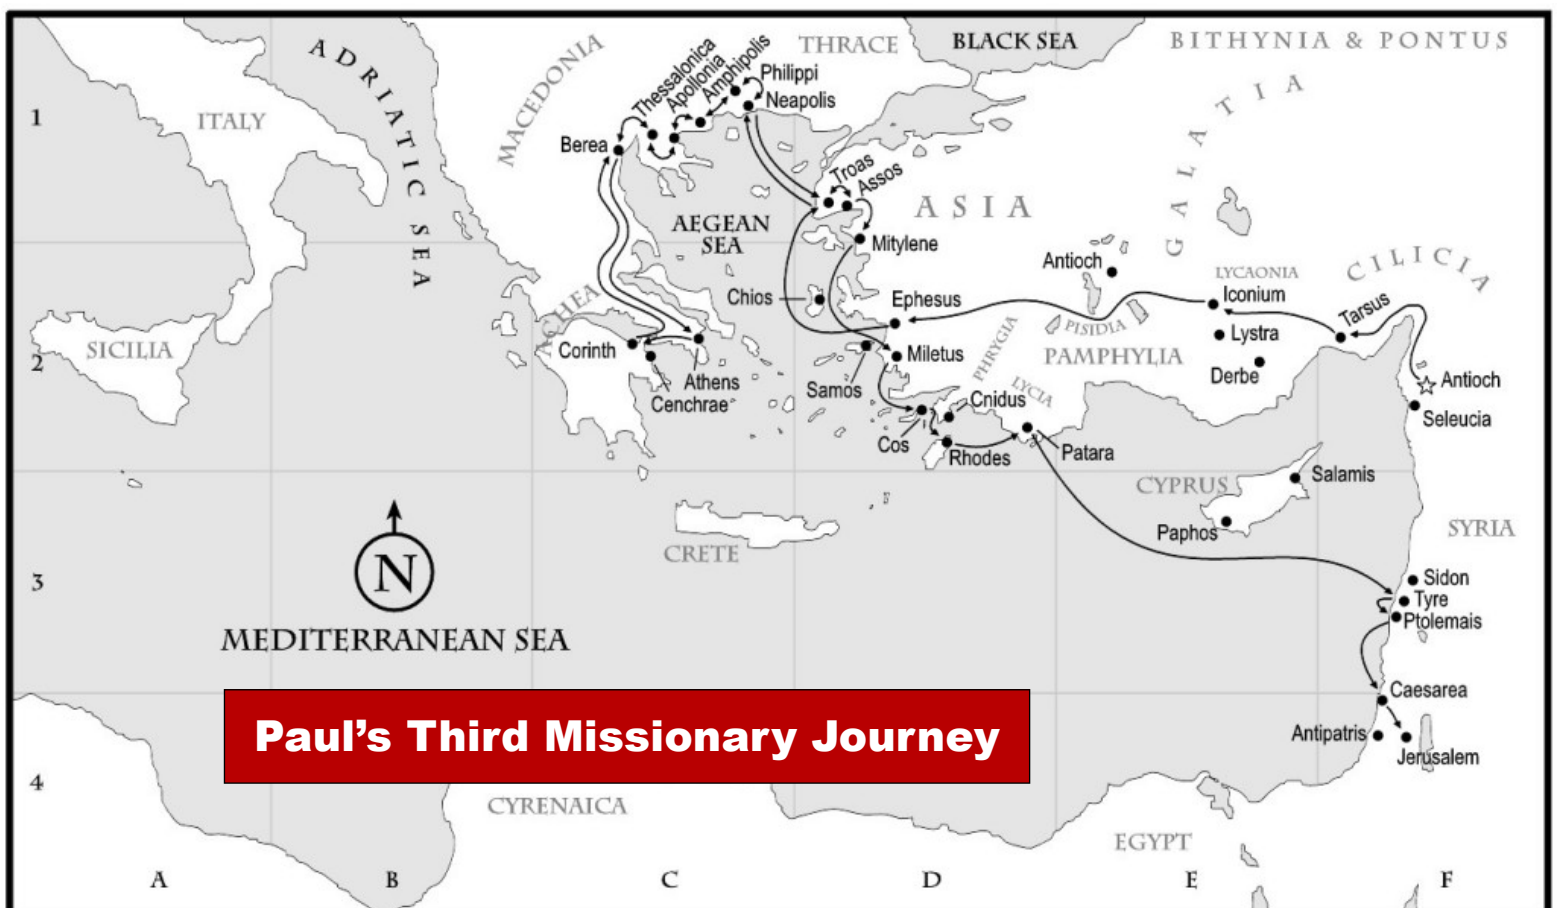 THRACE
BLACK SEA
BITHYNIA & PONTUS
ADRIATIC SEA
MACEDONIA
Thessalonica
Apollonia
Amphipolis
Philippi
Neapolis
GALATIA
1
ITALY
Berea
Troas
Assos
ASIA
AEGEAN
SEA
Mitylene
Antioch
LYCAONIA
CILICIA
Chios
Ephesus
Iconium
Tarsus
ACHEA
PHRYGIA
PISIDIA
Lystra
SICILIA
2
Corinth
Miletus
PAMPHYLIA
Athens
Samos
Derbe
Antioch
Cenchrae
LYCIA
Cnidus
Seleucia
Cos
Rhodes
Patara
Salamis
CYPRUS
Paphos
SYRIA
CRETE
N
3
Sidon
Tyre
Ptolemais
MEDITERRANEAN SEA
Caesarea
Paul’s Third Missionary Journey
Antipatris
Jerusalem
4
CYRENAICA
EGYPT
A
B
C
D
E
F